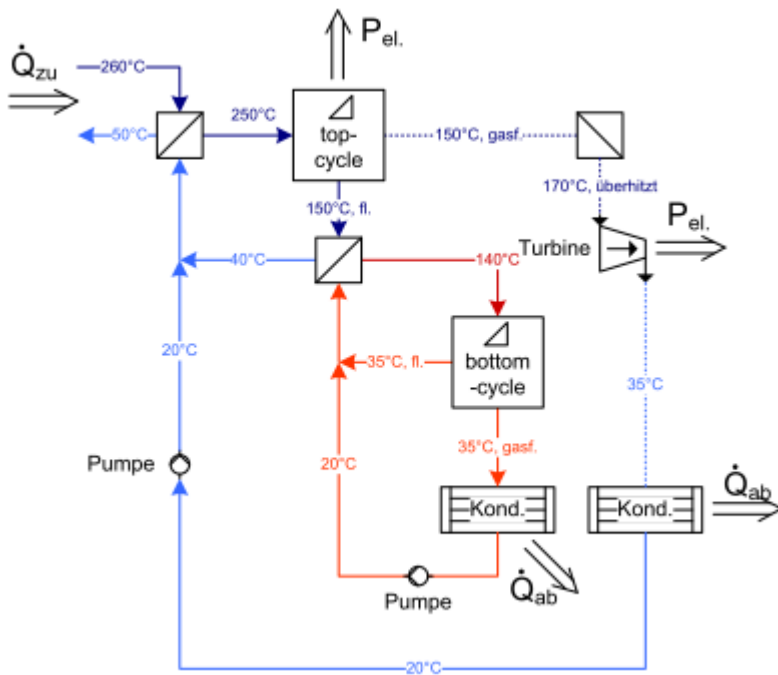 P el.
Q̇ zu
260°C
50°C
250°C
top-
cycle
150°C, gasf.
150°C, fl.
170°C, überhitzt
P el.
Turbine
40°C
140°C
20°C
35°C, fl.
bottom
-cycle
35°C
35°C, gasf.
20°C
Pumpe
Kond.
Kond.
Q̇ ab
Q̇ ab
Pumpe
20°C